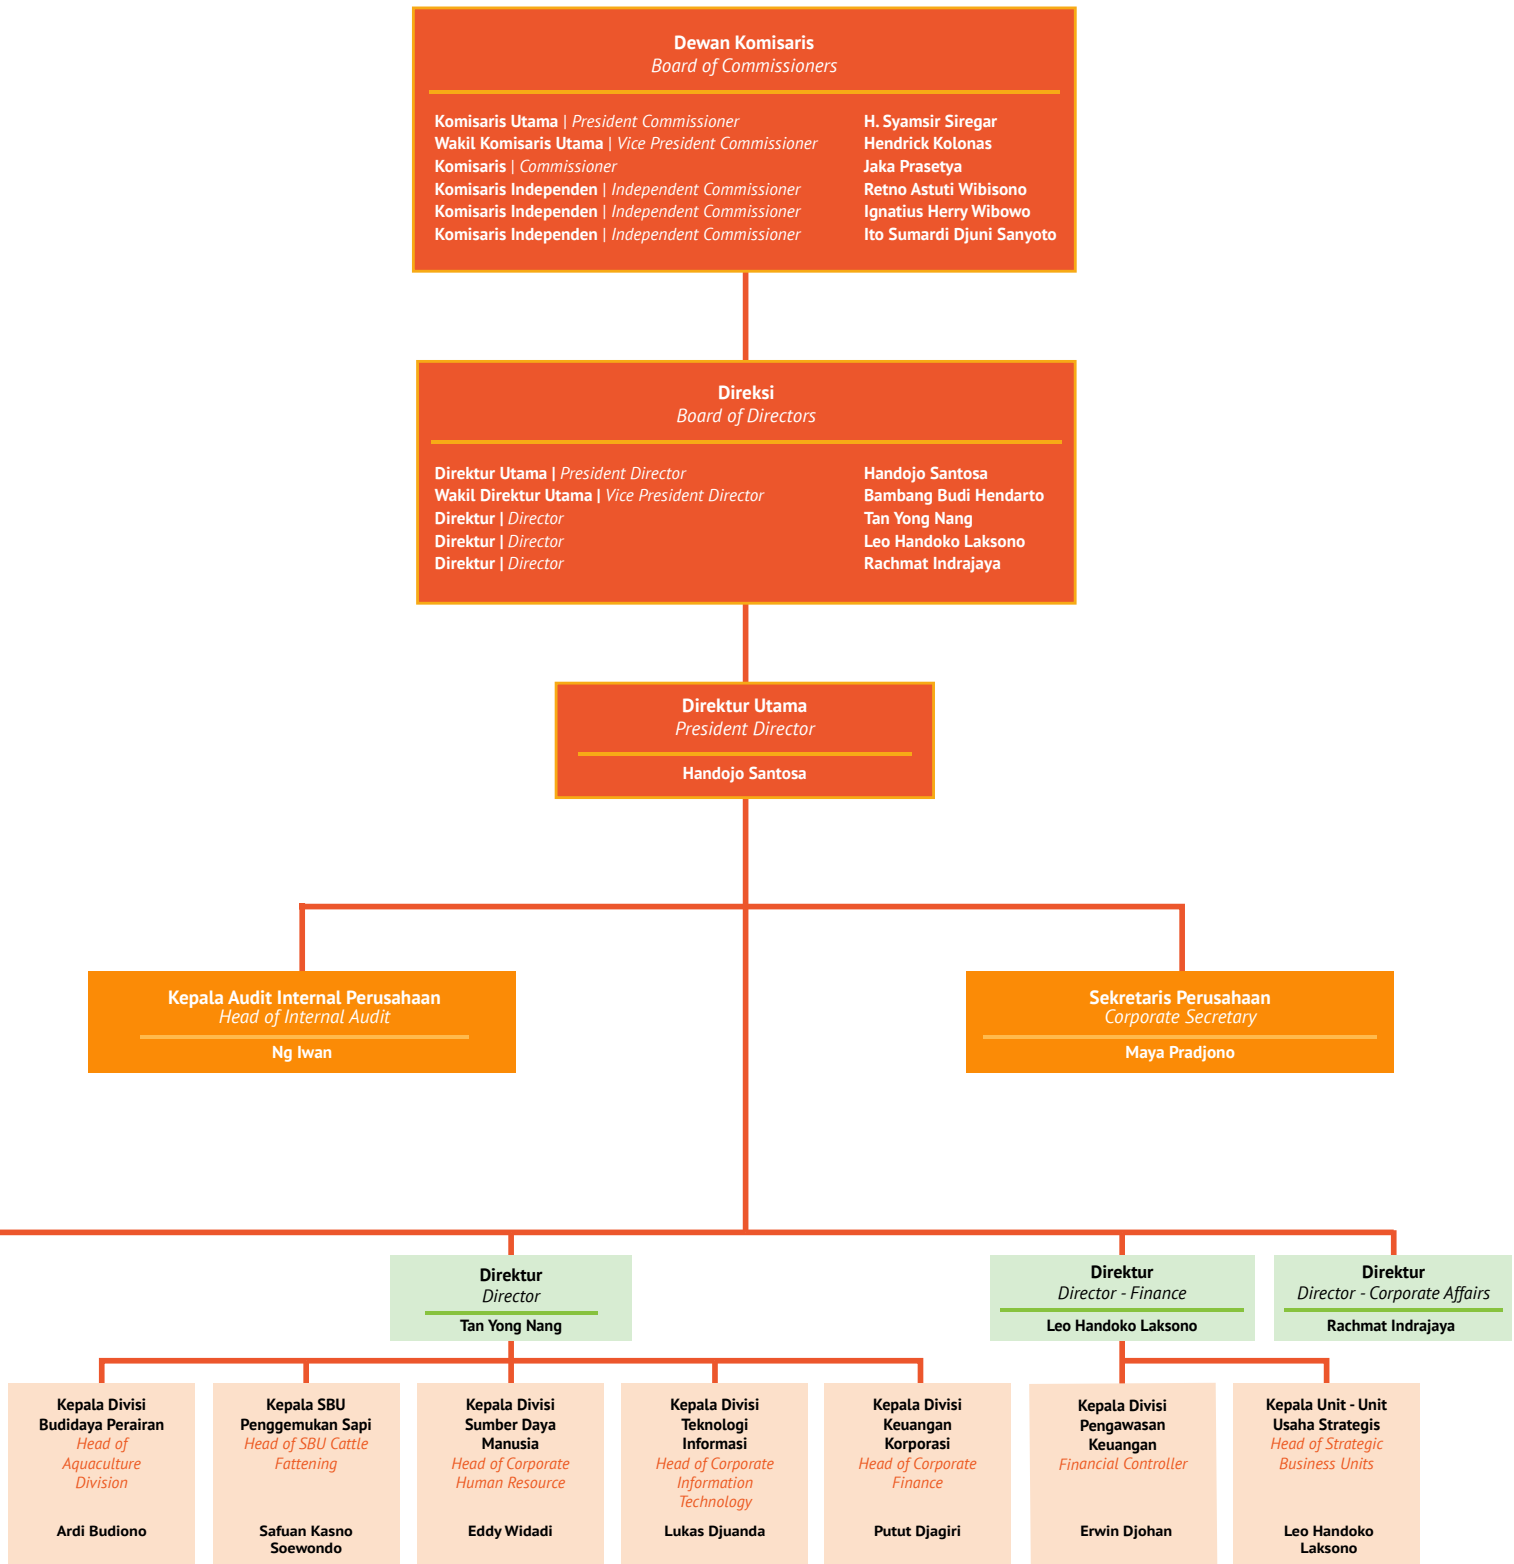 Dewan Komisaris
Board of Commissioners
Komisaris Utama | President Commissioner H. Syamsir Siregar
Wakil Komisaris Utama | Vice President Commissioner Hendrick Kolonas
Komisaris | Commissioner Jaka Prasetya
Komisaris Independen | Independent Commissioner Retno Astuti Wibisono
Komisaris Independen | Independent Commissioner Ignatius Herry Wibowo
Komisaris Independen | Independent Commissioner Ito Sumardi Djuni Sanyoto
Direksi
Board of Directors
Direktur Utama | President Director Handojo Santosa
Wakil Direktur Utama | Vice President Director Bambang Budi Hendarto
Direktur | Director Tan Yong Nang
Direktur | Director Leo Handoko Laksono
Direktur | Director Rachmat Indrajaya
Direktur Utama
President Director
Handojo Santosa
Kepala Audit Internal Perusahaan
Head of Internal Audit
Ng Iwan
Sekretaris Perusahaan
Corporate Secretary
Maya Pradjono
Direktur
Director
Tan Yong Nang
Direktur
Director - Finance
Leo Handoko Laksono
Direktur
Director - Corporate Affairs
Rachmat Indrajaya
Kepala Divisi
Budidaya Perairan
Head of
Aquaculture
Division
Ardi Budiono
Kepala SBU
Penggemukan Sapi
Head of SBU Cattle
Fattening
Safuan Kasno
Soewondo
Kepala Divisi
Sumber Daya
Manusia
Head of Corporate
Human Resource
Eddy Widadi
Kepala Divisi
Teknologi
Informasi
Head of Corporate
Information
Technology
Lukas Djuanda
Kepala Divisi
Keuangan
Korporasi
Head of Corporate
Finance
Putut Djagiri
Kepala Divisi
Pengawasan
Keuangan
Financial Controller
Erwin Djohan
Kepala Unit - Unit
Usaha Strategis
Head of Strategic
Business Units
Leo Handoko
Laksono